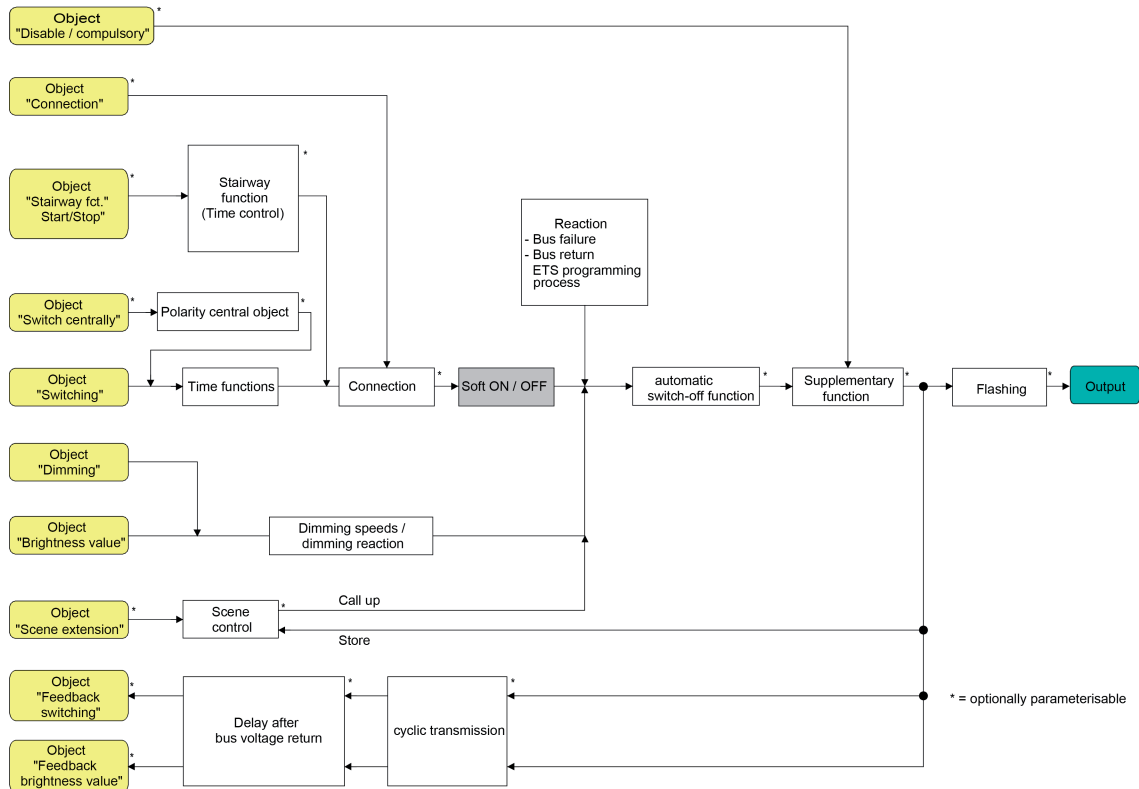 Object
"Disable / compulsory"
*
Object
"Connection"
*
Object
"Stairway fct."
Start/Stop"
*
Stairway
function
(Time control)
*
Reaction
- Bus failure
- Bus return
ETS programming
process
Object
"Switch centrally"
*
Polarity central object
*
Object
"Switching"
Time functions
Connection
*
Soft ON / OFF
automatic
switch-off function
*
Supplementary
function
*
Flashing
*
Output
Object
"Dimming"
Object
"Brightness value"
Dimming speeds /
dimming reaction
Object
"Scene extension"
*
Scene
control
*
Call up
Store
Object
"Feedback
switching"
*
Delay after
bus voltage return
*
*
cyclic transmission
*
*
Object
"Feedback
brightness value"
*
* = optionally parameterisable